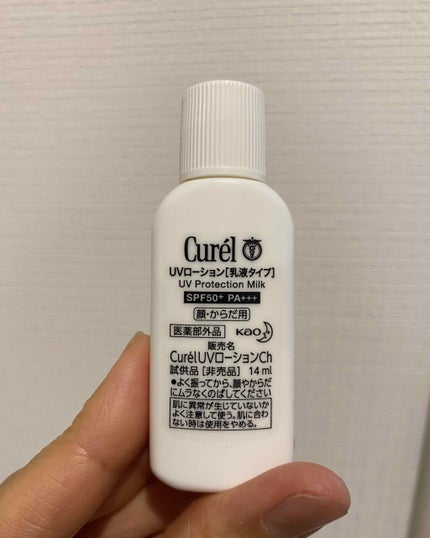 Curél
UVローション[乳液タイプ]
UV Protection Milk
SPF50+ PA+++
顔・からだ用
医薬部外品 Kao
販売名
CurélUVローションCh
試供品[非売品] 14ml
●よく振ってから、顔やからだ
にムラなくのばしてください
肌に異常が生じていないか
よく注意して使う。肌に合わ
ない時は使用をやめる。